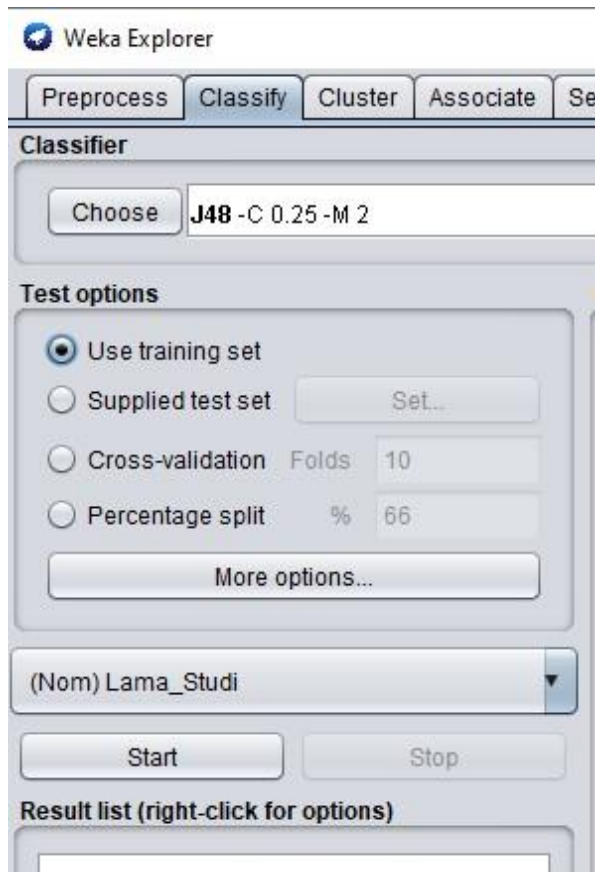 Weka Explorer
Preprocess Classify Cluster Associate Se
Classifier
Choose J48 -C 0.25 -M 2
Test options
Use training set
Supplied test set Set...
Cross-validation Folds 10
Percentage split % 66
More options...
(Nom) Lama_Studi
Start Stop
Result list (right-click for options)